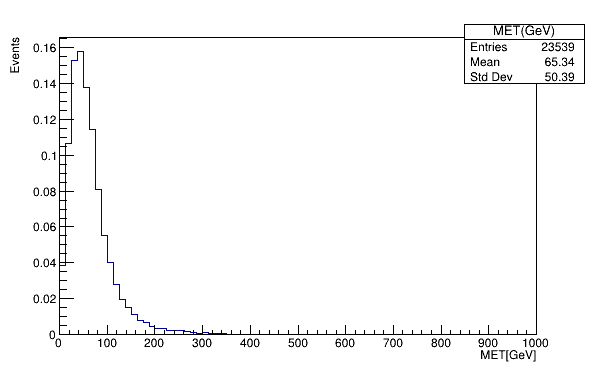 MET(GeV)
Entries 23539
Mean 65.34
Std Dev 50.39
Events
0.16
0.14
0.12
0.1
0.08
0.06
0.04
0.02
0
0 100 200 300 400 500 600 700 800 900 1000
MET[GeV]